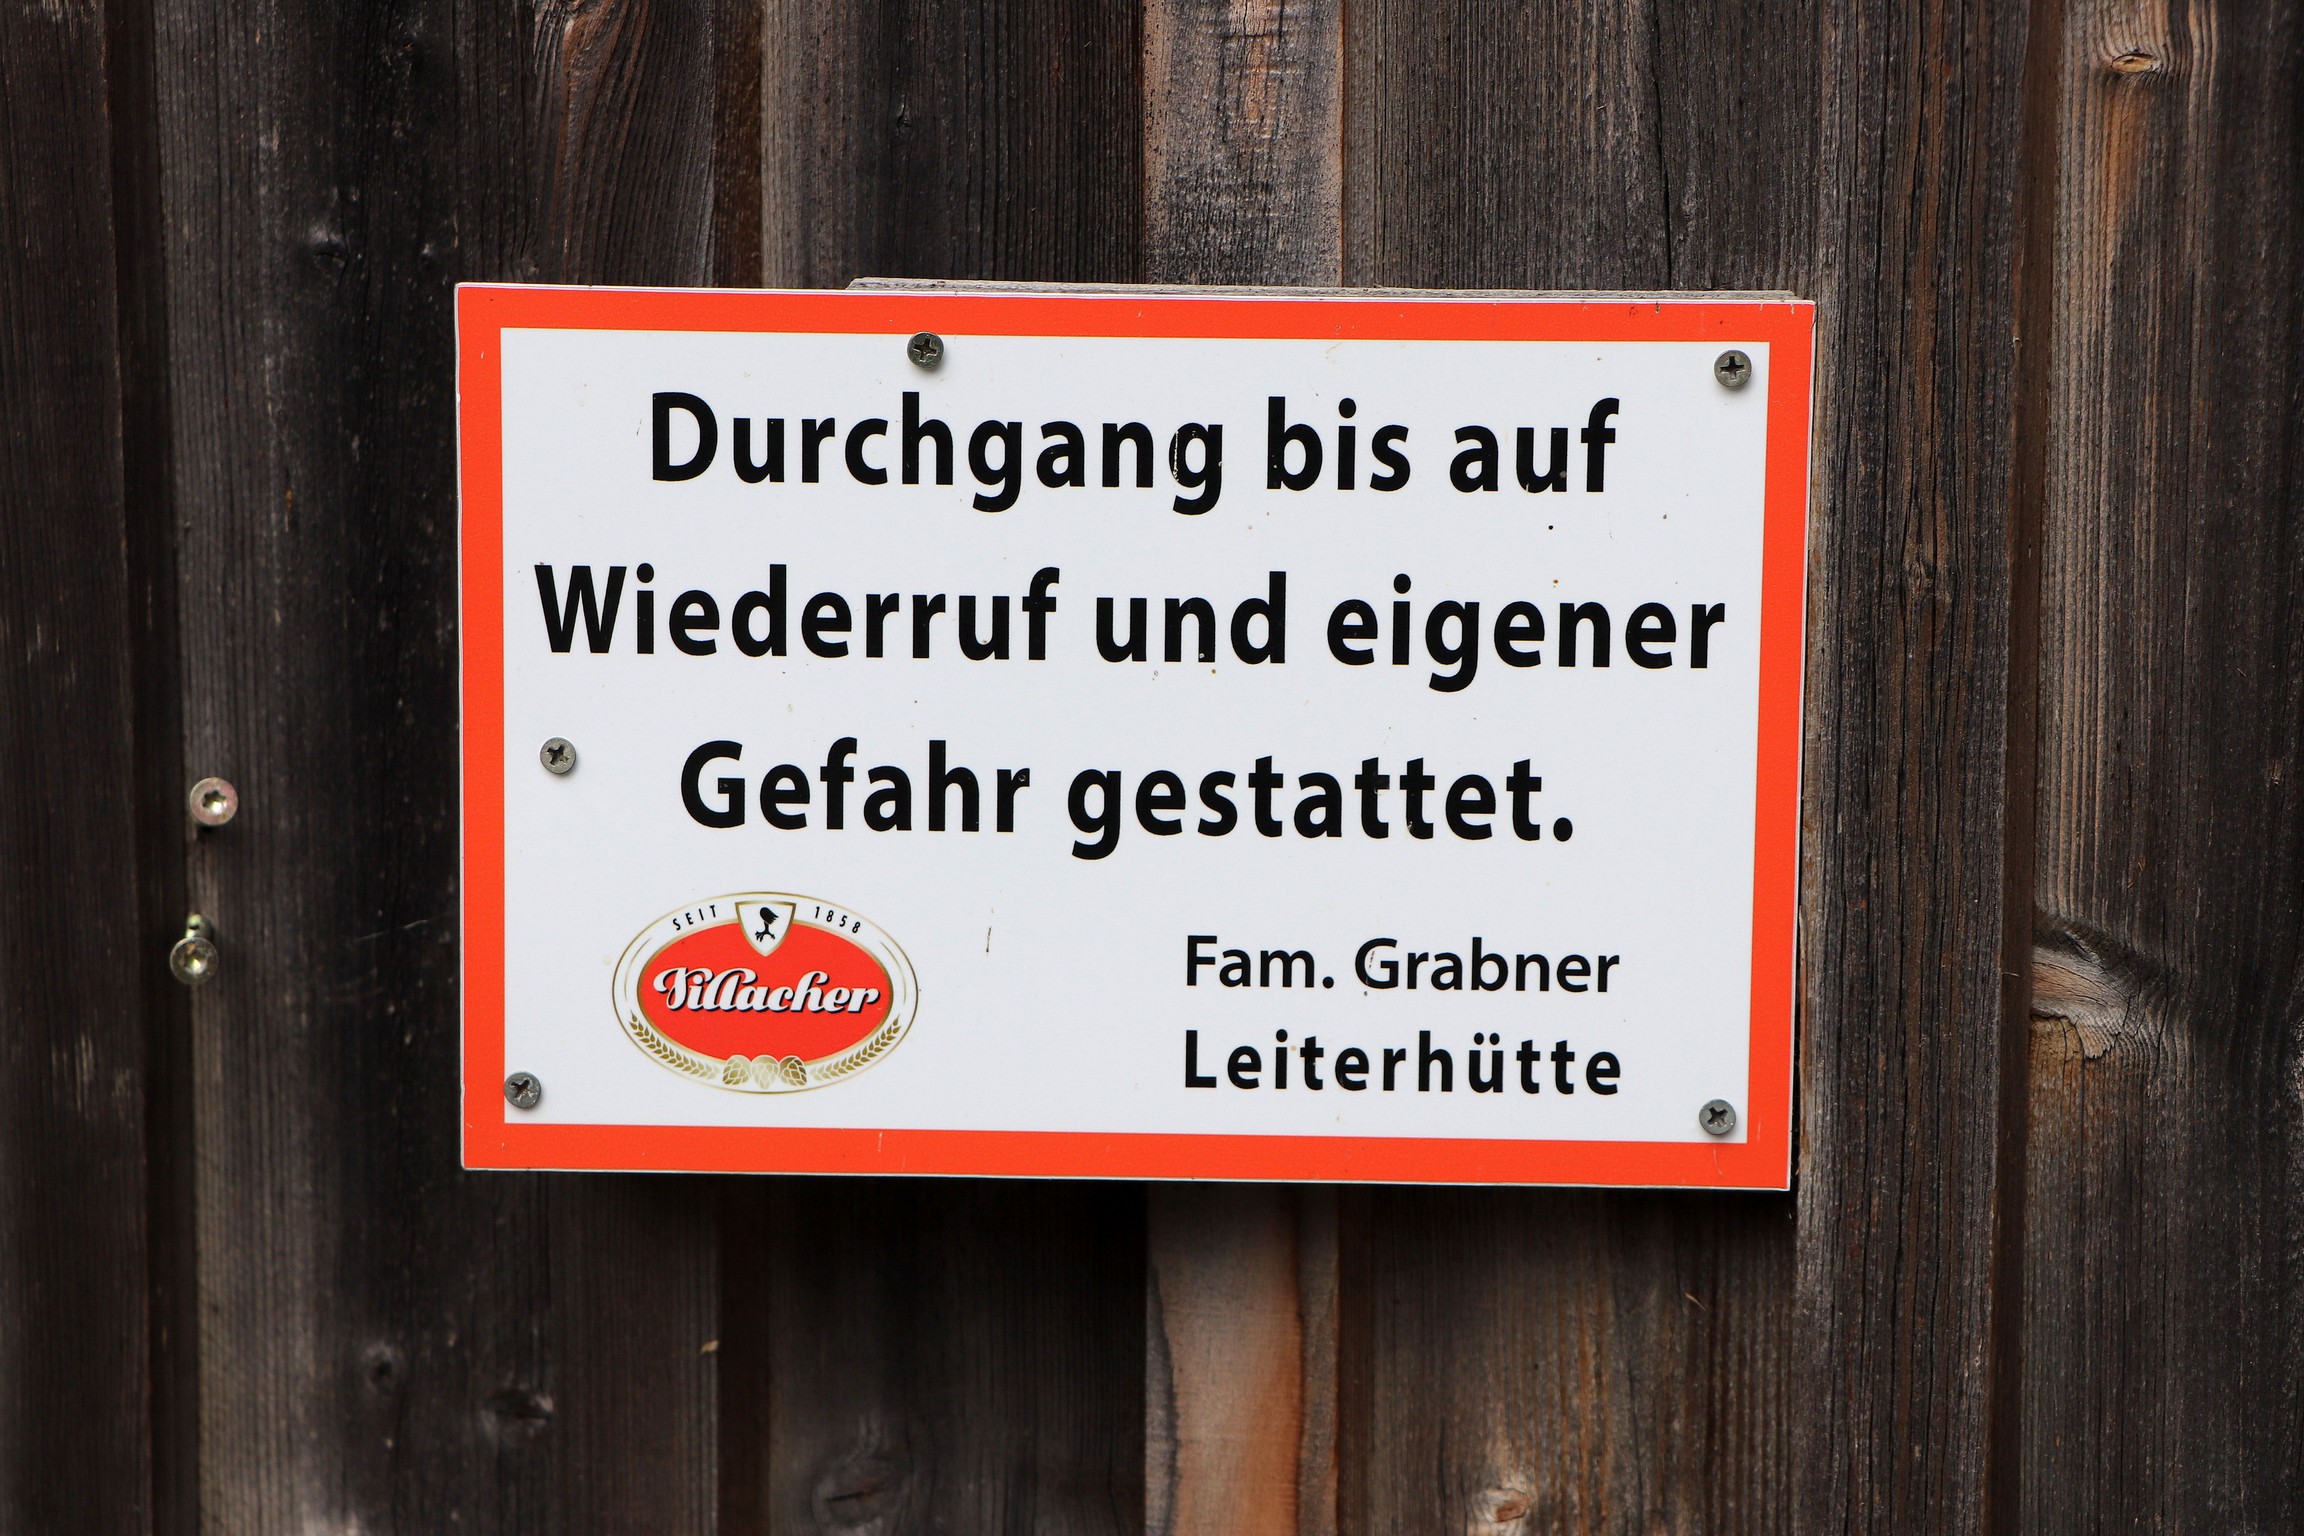 Durchgang bis auf
Wiederruf und eigener
Gefahr gestattet.
SEIT 1858
Villacher
Fam. Grabner
Leiterhütte